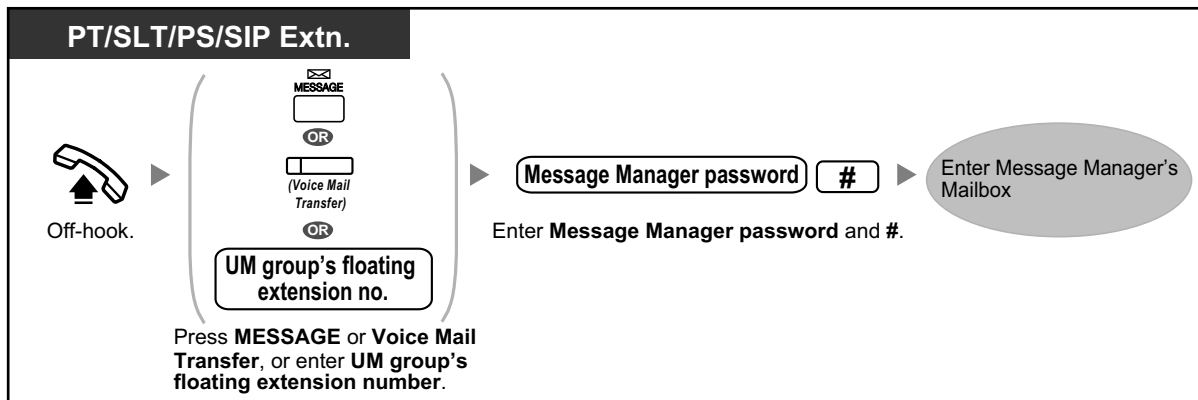 PT/SLT/PS/SIP Extn.
MESSAGE
OR
(Voice Mail
Transfer)
OR
UM group's floating
extension no.
Off-hook.
Press MESSAGE or Voice Mail
Transfer, or enter UM group's
floating extension number.
Message Manager password #
Enter Message Manager password and #.
Enter Message Manager's
Mailbox